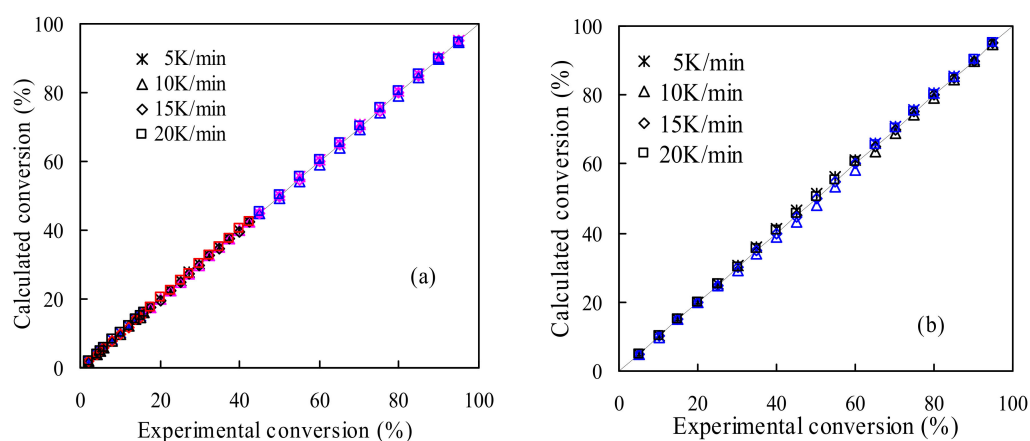 100
80
60
40
20
0
Calculated conversion (%)
5K/min
10K/min
15K/min
20K/min
(a)
0 20 40 60 80 100
Experimental conversion (%)
100
80
60
40
20
0
Calculated conversion (%)
5K/min
10K/min
15K/min
20K/min
(b)
0 20 40 60 80 100
Experimental conversion (%)